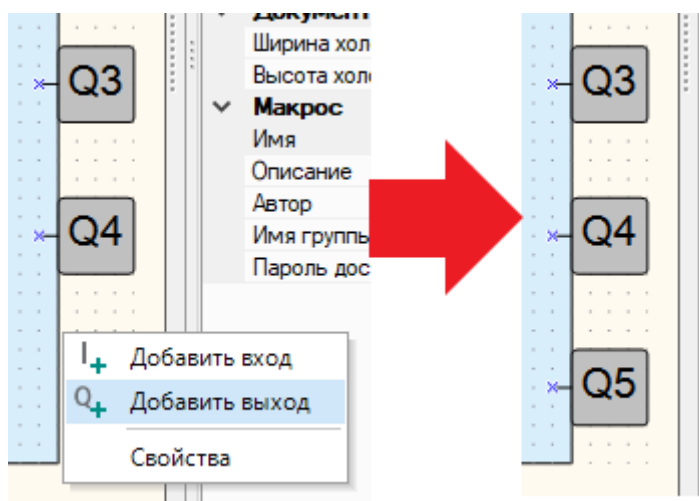 Q3
Q4
Документ
Ширина хол
Высота хол
Макрос
Имя
Описание
Автор
Имя группы
Пароль дос
Добавить вход
Добавить выход
Свойства
Q3
Q4
Q5